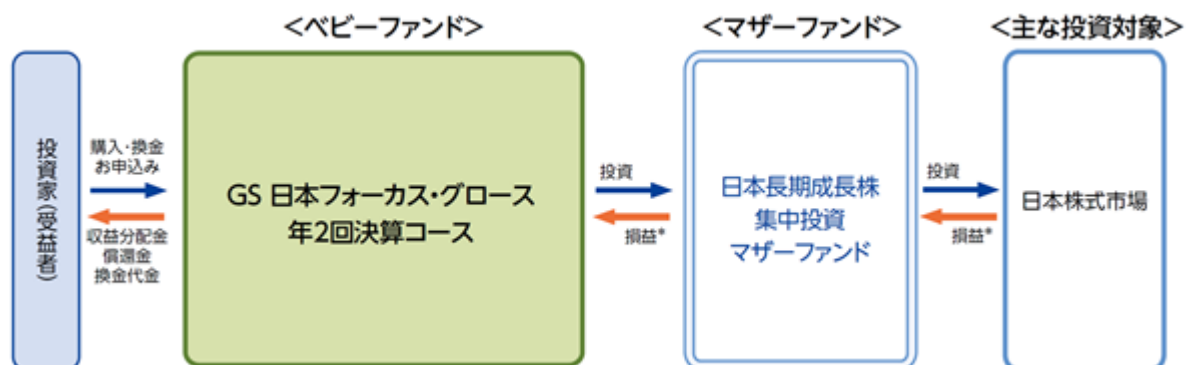 <ベビーファンド>
<マザーファンド>
<主な投資対象>
投資家(受益者)
購入・換金
お申込み
収益分配金
償還金
換金代金
GS 日本フォーカス・グロース
年2回決算コース
投資
損益*
日本長期成長株
集中投資
マザーファンド
投資
損益*
日本株式市場